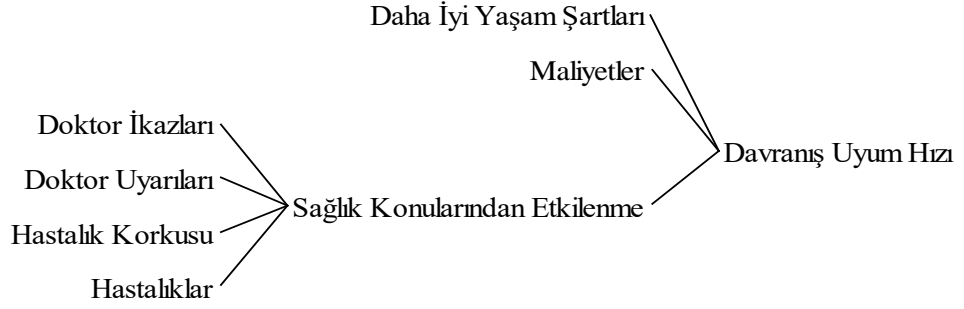 Daha İyi Yaşam Şartları
Maliyetler
Doktor İkazları
Davranış Uyum Hızı
Doktor Uyarıları
Sağlık Konularından Etkilenme
Hastalık Korkusu
Hastalıklar